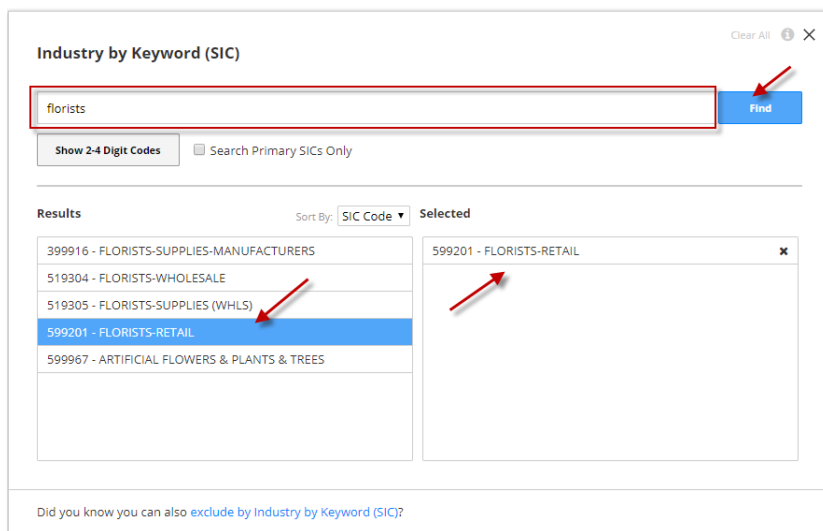 Clear All
Industry by Keyword (SIC)
florists
Find
Show 2-4 Digit Codes
Search Primary SICs Only
Results
Sort By: SIC Code
Selected
399916 - FLORISTS-SUPPLIES-MANUFACTURERS
519304 - FLORISTS-WHOLESALE
519305 - FLORISTS-SUPPLIES (WHLS)
599201 - FLORISTS-RETAIL
599967 - ARTIFICIAL FLOWERS & PLANTS & TREES
599201 - FLORISTS-RETAIL
Did you know you can also exclude by Industry by Keyword (SIC)?